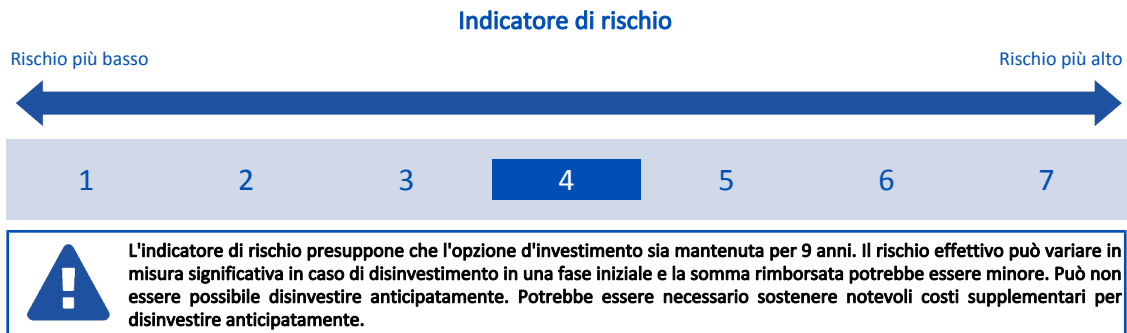 Indicatore di rischio
Rischio più basso
Rischio più alto
1 2 3 4 5 6 7
L'indicatore di rischio presuppone che l'opzione d'investimento sia mantenuta per 9 anni. Il rischio effettivo può variare in
misura significativa in caso di disinvestimento in una fase iniziale e la somma rimborsata potrebbe essere minore. Può non
essere possibile disinvestire anticipatamente. Potrebbe essere necessario sostenere notevoli costi supplementari per
disinvestire anticipatamente.